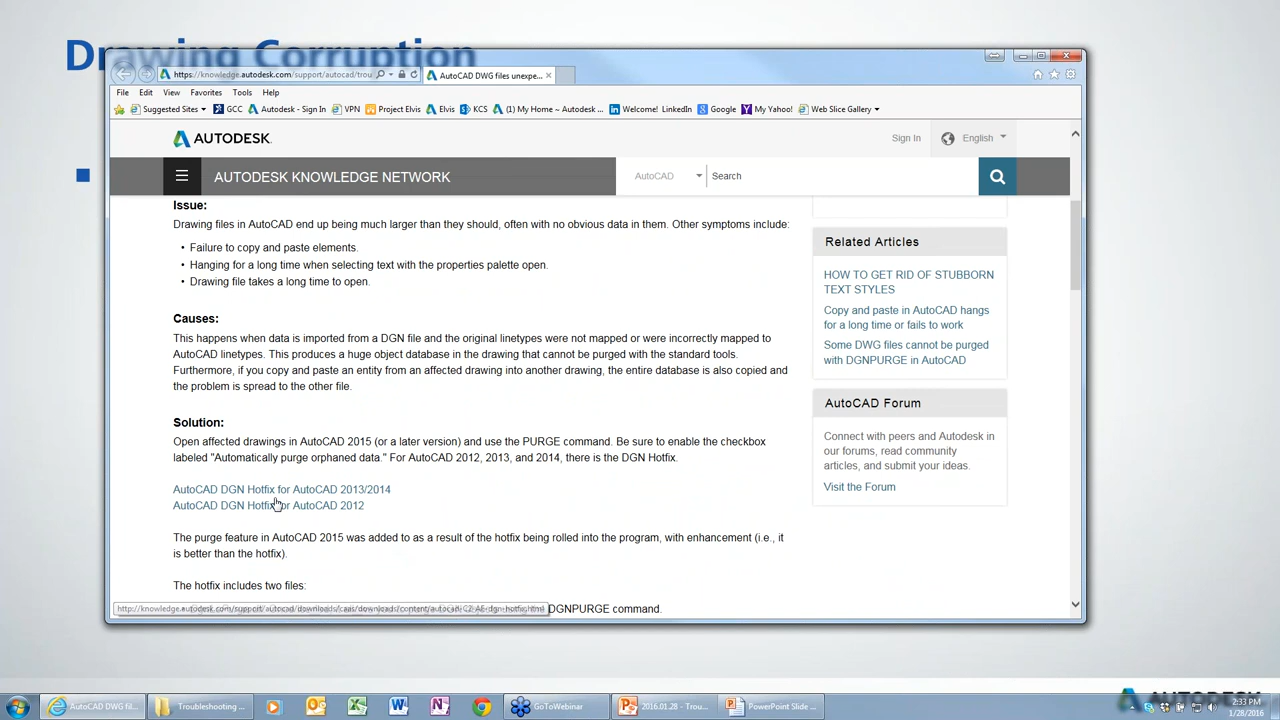 Drawing Corruption
https://knowledge.autodesk.com/support/autocad/trou
AutoCAD DWG files unexpe...
File Edit View Favorites Tools Help
Suggested Sites GCC Autodesk - Sign In VPN Project Elvis Elvis KCS (1) My Home ~ Autodesk ... Welcome! LinkedIn Google My Yahoo! Web Slice Gallery
AUTODESK.
Sign In English
AUTODESK KNOWLEDGE NETWORK
AutoCAD Search
Issue:
Drawing files in AutoCAD end up being much larger than they should, often with no obvious data in them. Other symptoms include:
• Failure to copy and paste elements.
• Hanging for a long time when selecting text with the properties palette open.
• Drawing file takes a long time to open.
Causes:
This happens when data is imported from a DGN file and the original linetypes were not mapped or were incorrectly mapped to
AutoCAD linetypes. This produces a huge object database in the drawing that cannot be purged with the standard tools.
Furthermore, if you copy and paste an entity from an affected drawing into another drawing, the entire database is also copied and
the problem is spread to the other file.
Solution:
Open affected drawings in AutoCAD 2015 (or a later version) and use the PURGE command. Be sure to enable the checkbox
labeled "Automatically purge orphaned data." For AutoCAD 2012, 2013, and 2014, there is the DGN Hotfix.
AutoCAD DGN Hotfix for AutoCAD 2013/2014
AutoCAD DGN Hotfix for AutoCAD 2012
The purge feature in AutoCAD 2015 was added to as a result of the hotfix being rolled into the program, with enhancement (i.e., it
is better than the hotfix).
The hotfix includes two files:
DGNPURGE command.
Related Articles
HOW TO GET RID OF STUBBORN
TEXT STYLES
Copy and paste in AutoCAD hangs
for a long time or fails to work
Some DWG files cannot be purged
with DGNPURGE in AutoCAD
AutoCAD Forum
Connect with peers and Autodesk in
our forums, read community
articles, and submit your ideas.
Visit the Forum
AUTODESK
AutoCAD DWG fil... Troubleshooting ... GoToWebinar 2016.01.28 - Trou... PowerPoint Slide ...
2:33 PM
1/28/2016